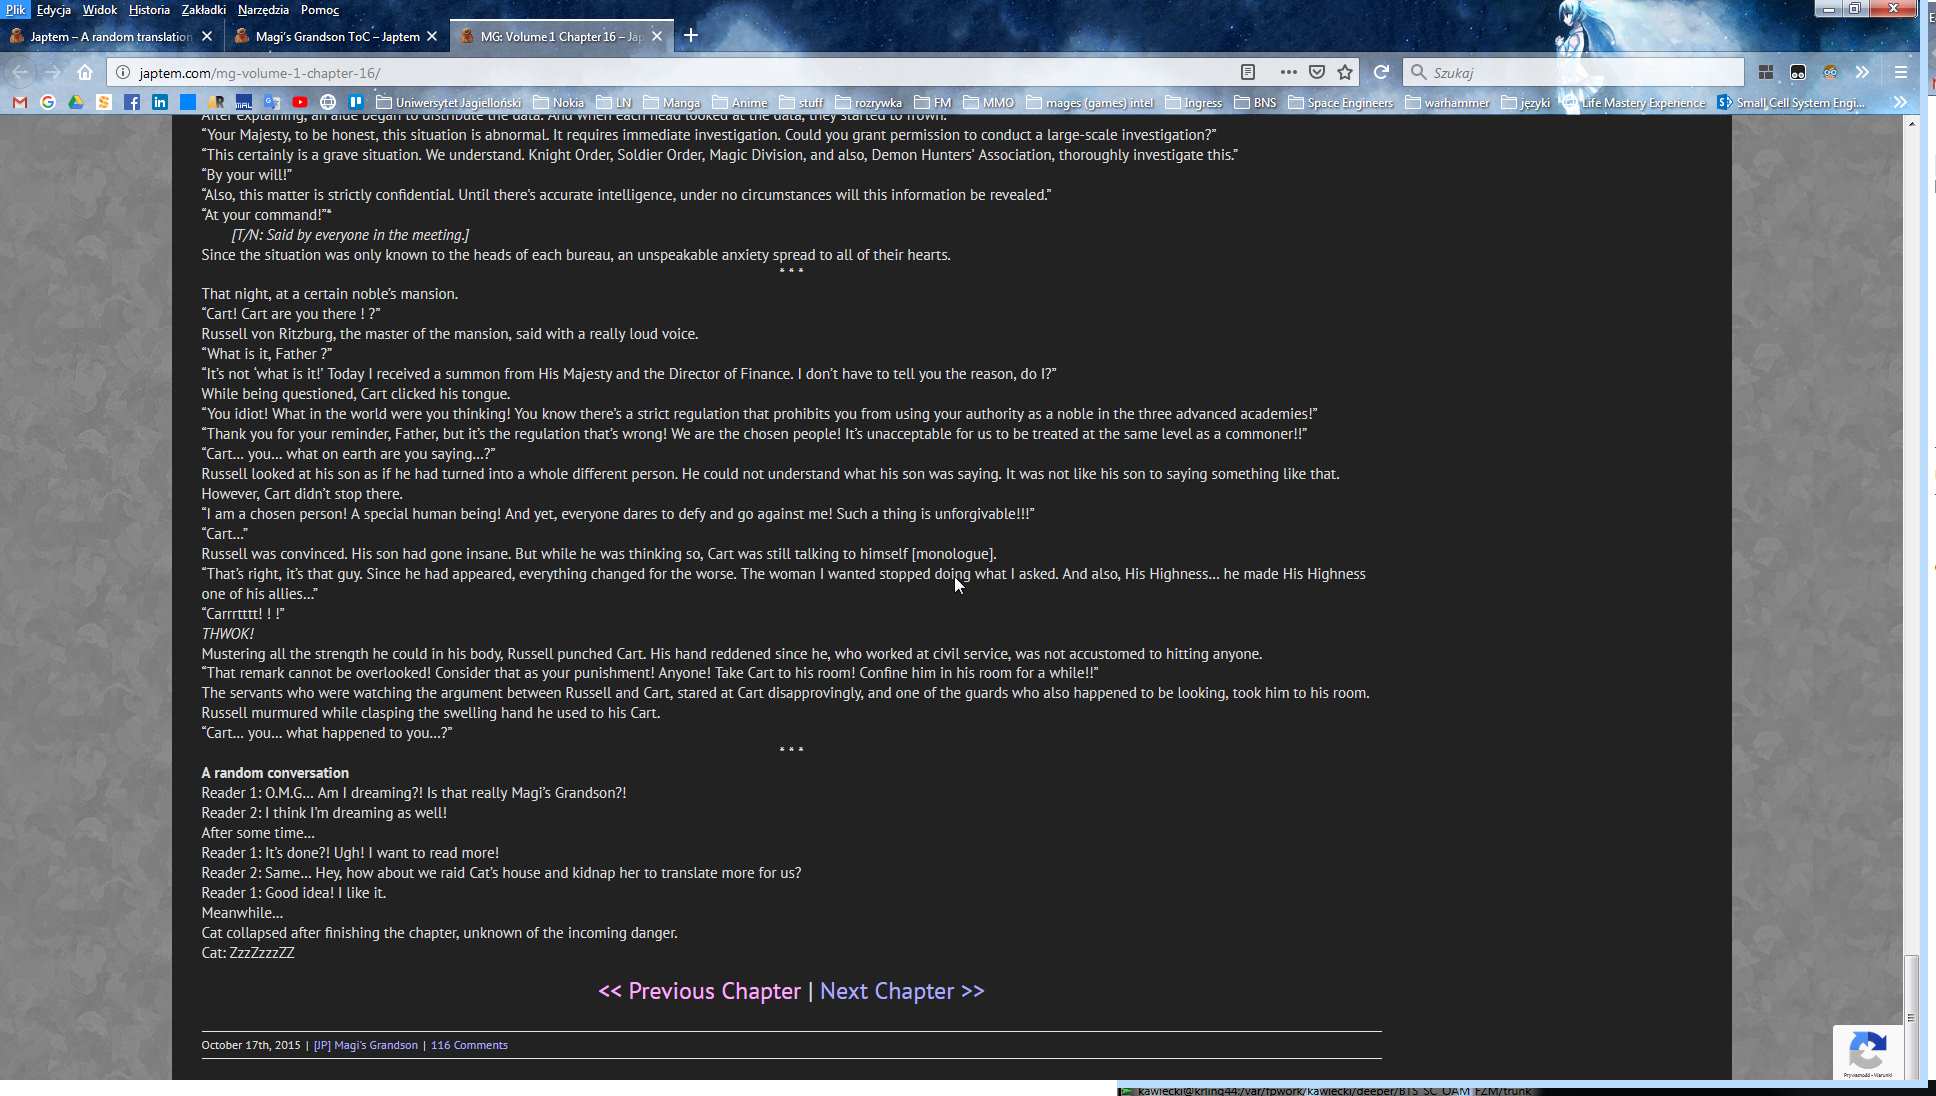 Plik Edycja Widok Historia Zakładki Narzędzia Pomoc
Japtem – A random translation
Magi's Grandson ToC – Japtem
MG: Volume 1 Chapter 16 – Jap
japtem.com/mg-volume-1-chapter-16/
Szukaj
Uniwersytet Jagielloński Nokia LN Manga Anime stuff rozrywka FM MMO mages (games) intel Ingress BNS Space Engineers warhammer języki Life Mastery Experience Small Cell System Engi...
After explaining, an aide began to distribute the data. And when each head looked at the data, they started to frown.
“Your Majesty, to be honest, this situation is abnormal. It requires immediate investigation. Could you grant permission to conduct a large-scale investigation?”
“This certainly is a grave situation. We understand. Knight Order, Soldier Order, Magic Division, and also, Demon Hunters’ Association, thoroughly investigate this.”
“By your will!”
“Also, this matter is strictly confidential. Until there’s accurate intelligence, under no circumstances will this information be revealed.”
“At your command!”*
[T/N: Said by everyone in the meeting.]
Since the situation was only known to the heads of each bureau, an unspeakable anxiety spread to all of their hearts.
* * *
That night, at a certain noble’s mansion.
“Cart! Cart are you there ! ?”
Russell von Ritzburg, the master of the mansion, said with a really loud voice.
“What is it, Father ?”
“It’s not ‘what is it!’ Today I received a summon from His Majesty and the Director of Finance. I don’t have to tell you the reason, do I?”
While being questioned, Cart clicked his tongue.
“You idiot! What in the world were you thinking! You know there’s a strict regulation that prohibits you from using your authority as a noble in the three advanced academies!”
“Thank you for your reminder, Father, but it’s the regulation that’s wrong! We are the chosen people! It’s unacceptable for us to be treated at the same level as a commoner!!”
“Cart… you… what on earth are you saying…?”
Russell looked at his son as if he had turned into a whole different person. He could not understand what his son was saying. It was not like his son to saying something like that.
However, Cart didn’t stop there.
“I am a chosen person! A special human being! And yet, everyone dares to defy and go against me! Such a thing is unforgivable!!!”
“Cart…”
Russell was convinced. His son had gone insane. But while he was thinking so, Cart was still talking to himself [monologue].
“That’s right, it’s that guy. Since he had appeared, everything changed for the worse. The woman I wanted stopped doing what I asked. And also, His Highness… he made His Highness
one of his allies…”
“Carrrtttt! ! !”
THWOK!
Mustering all the strength he could in his body, Russell punched Cart. His hand reddened since he, who worked at civil service, was not accustomed to hitting anyone.
“That remark cannot be overlooked! Consider that as your punishment! Anyone! Take Cart to his room! Confine him in his room for a while!!”
The servants who were watching the argument between Russell and Cart, stared at Cart disapprovingly, and one of the guards who also happened to be looking, took him to his room.
Russell murmured while clasping the swelling hand he used to his Cart.
“Cart… you… what happened to you…?”
* * *
A random conversation
Reader 1: O.M.G… Am I dreaming?! Is that really Magi’s Grandson?!
Reader 2: I think I’m dreaming as well!
After some time…
Reader 1: It’s done?! Ugh! I want to read more!
Reader 2: Same… Hey, how about we raid Cat’s house and kidnap her to translate more for us?
Reader 1: Good idea! I like it.
Meanwhile…
Cat collapsed after finishing the chapter, unknown of the incoming danger.
Cat: ZzzZzzzZZ
<< Previous Chapter | Next Chapter >>
October 17th, 2015 | [JP] Magi's Grandson | 116 Comments
Prywatność - Warunki
kawlecki@krling44:/var/fpwork/kawlecki/deeper/BTS_SC_OAM_FZM/trunk